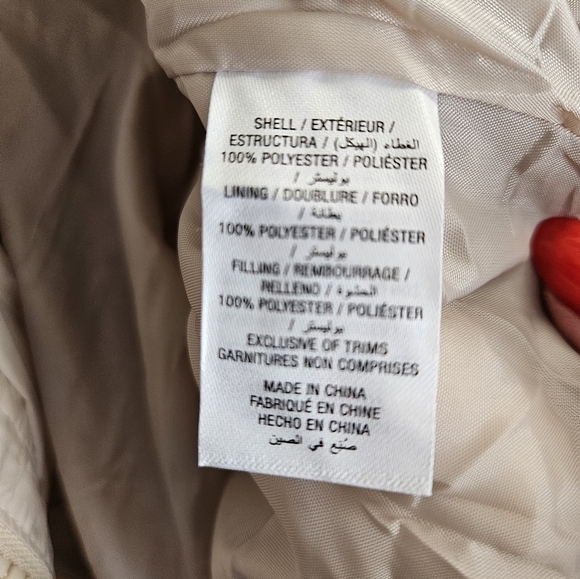 SHELL / EXTÉRIEUR /
ESTRUCTURA / الغطاء (الهيكل)
100% POLYESTER / POLIÉSTER
/ بوليستر
LINING / DOUBLURE / FORRO
/ بطانة
100% POLYESTER / POLIÉSTER
/ بوليستر
FILLING / REMBOURRAGE /
RELLENO / الحشوة
100% POLYESTER / POLIÉSTER
/ بوليستر
EXCLUSIVE OF TRIMS
GARNITURES NON COMPRISES
MADE IN CHINA
FABRIQUÉ EN CHINE
HECHO EN CHINA
صُنع في الصين